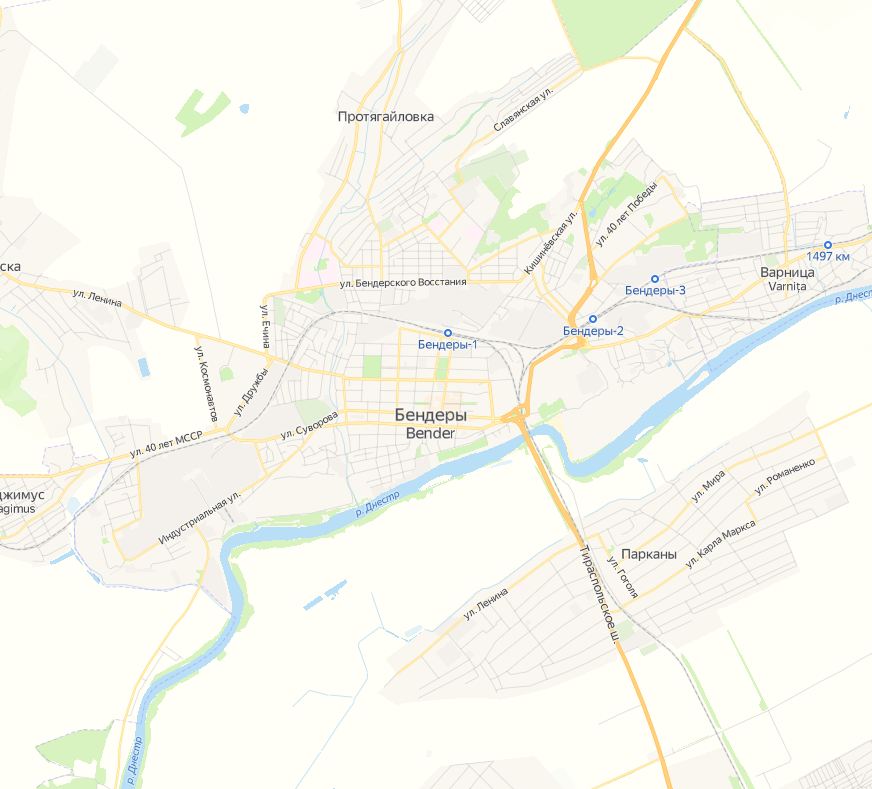 Протягайловка
Славянская ул.
ул. 40 лет Победы
Кишинёвская ул.
1497 км
ска
Варница
Varnița
ул. Бендерского Восстания
Бендеры-3
ул. Ленина
р. Днестр
ул. Ечина
Бендеры-2
Бендеры-1
ул. Космонавтов
ул. Дружбы
Бендеры
Bender
ул. Суворова
ул. 40 лет МССР
джимус
agimus
Индустриальная ул.
р. Днестр
ул. Мира
ул. Романенко
ул. Карла Маркса
Парканы
ул. Гоголя
Тираспольское ш.
ул. Ленина
р. Днестр